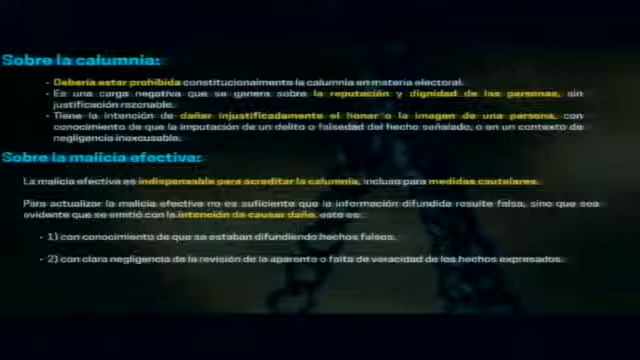 Sobre la calumnia:
- Debería estar prohibida constitucionalmente la calumnia en materia electoral.
- Es una carga negativa que se genera sobre la reputación y dignidad de las personas, sin
justificación razonable.
- Tiene la intención de dañar injustificadamente el honor o la imagen de una persona, con
conocimiento de que la imputación de un delito o falsedad del hecho señalado, o en un contexto de
negligencia inexcusable.
Sobre la malicia efectiva:
La malicia efectiva es indispensable para acreditar la calumnia, incluso para medidas cautelares.
Para actualizar la malicia efectiva no es suficiente que la información difundida resulte falsa, sino que sea
evidente que se emitió con la intención de causar daño, esto es:
- 1) con conocimiento de que se estaban difundiendo hechos falsos.
- 2) con clara negligencia de la revisión de la aparente o falta de veracidad de los hechos expresados.